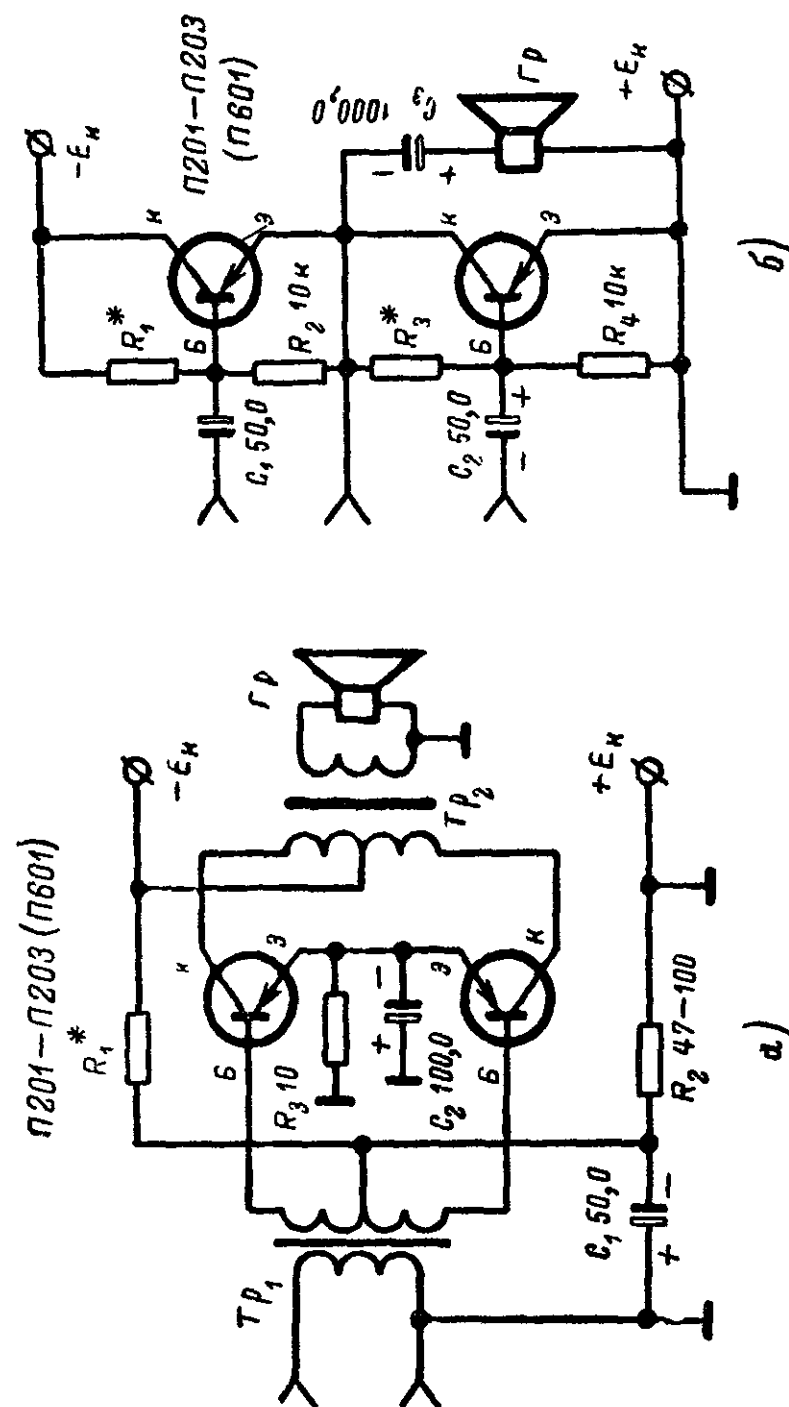 П201–П203 (П601)
R₁*
–Eк
К
Э
Б
R₃ 10
C₂ 100,0
–
+
Э
Б
К
Тр₁
Тр₂
Гр
C₁ 50,0
+
–
R₂ 47–100
+Eк
а)
–Eк
П201–П203
(П601)
К
Э
Б
R₁*
R₂ 10к
C₁ 50,0
К
Э
Б
R₃*
R₄ 10к
C₂ 50,0
–
+
C₃ 1000,0
–
+
Гр
+Eк
б)